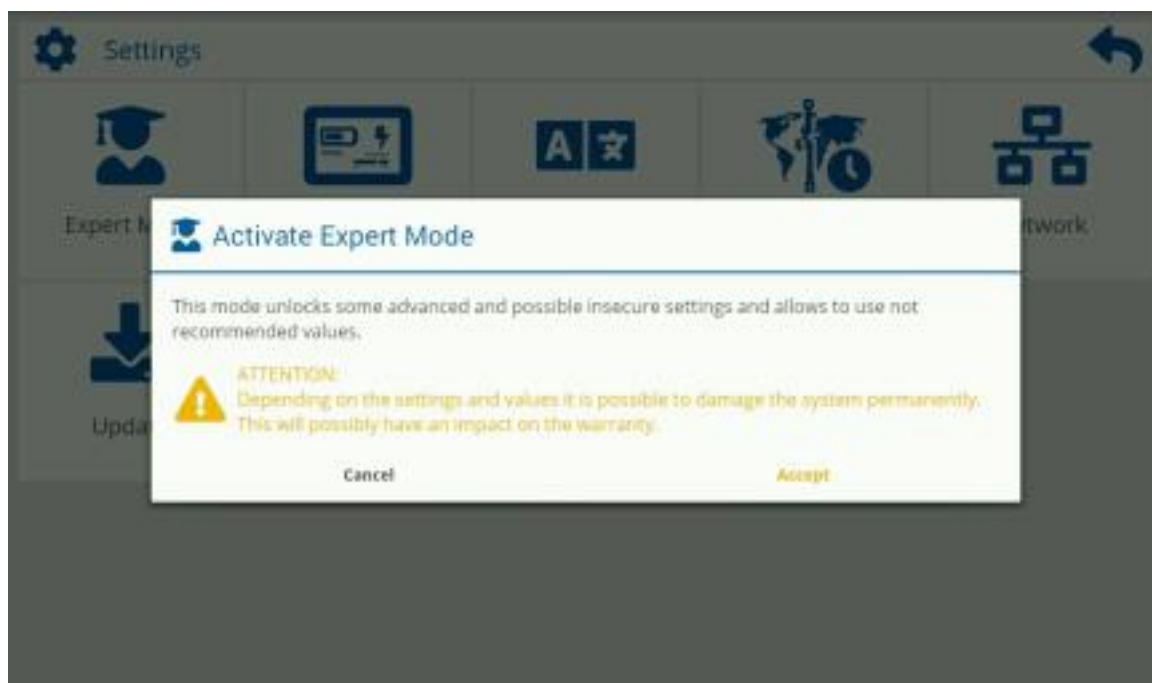 Settings
Expert M
twork
Activate Expert Mode
This mode unlocks some advanced and possible insecure settings and allows to use not
recommended values.
ATTENTION:
Depending on the settings and values it is possible to damage the system permanently.
This will possibly have an impact on the warranty.
Upda
Cancel
Accept